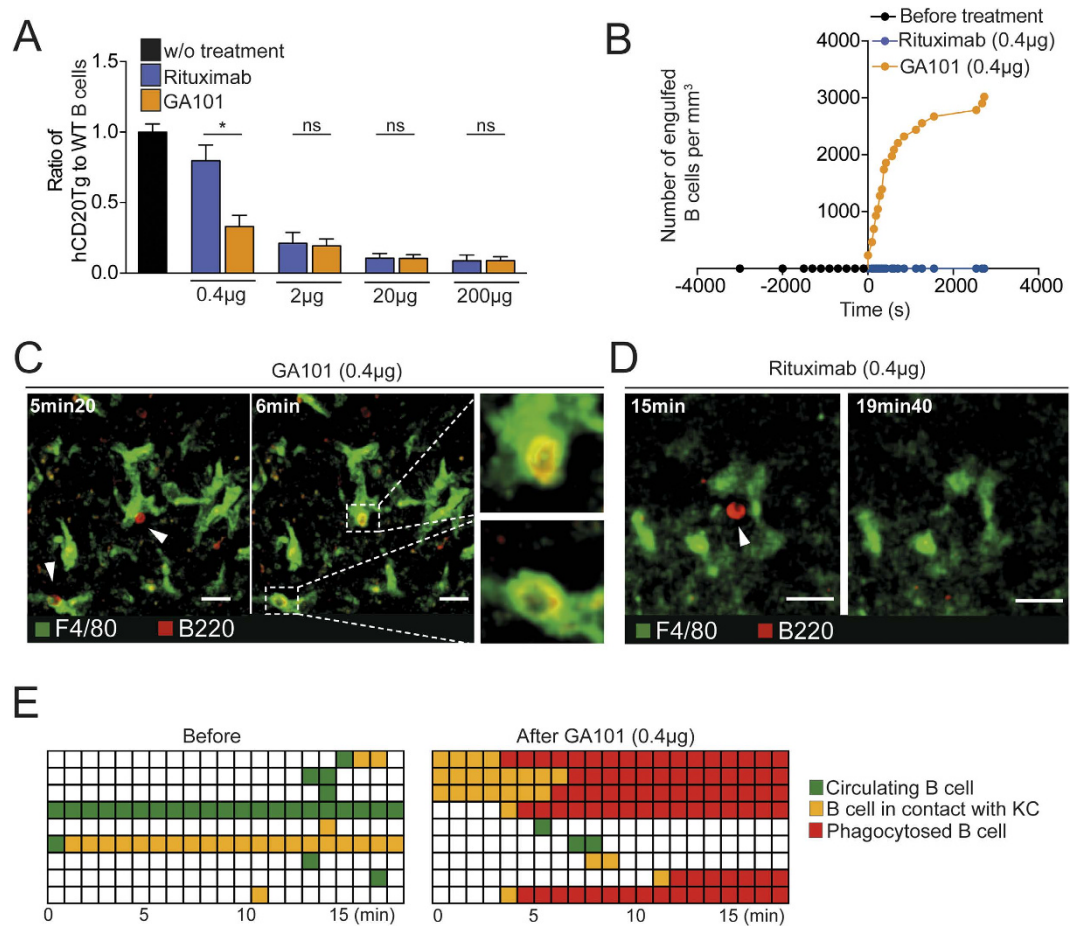 A
w/o treatment
Rituximab
GA101
Ratio of
hCD20Tg to WT B cells
1.0
0.5
0.0
*
ns
ns
ns
0.4µg
2µg
20µg
200µg
B
Before treatment
Rituximab (0.4µg)
GA101 (0.4µg)
Number of engulfed
B cells per mm³
4000
3000
2000
1000
-4000
-2000
0
2000
4000
Time (s)
C
GA101 (0.4µg)
5min20
6min
F4/80
B220
D
Rituximab (0.4µg)
15min
19min40
F4/80
B220
E
Before
0 5 10 15 (min)
After GA101 (0.4µg)
0 5 10 15 (min)
Circulating B cell
B cell in contact with KC
Phagocytosed B cell